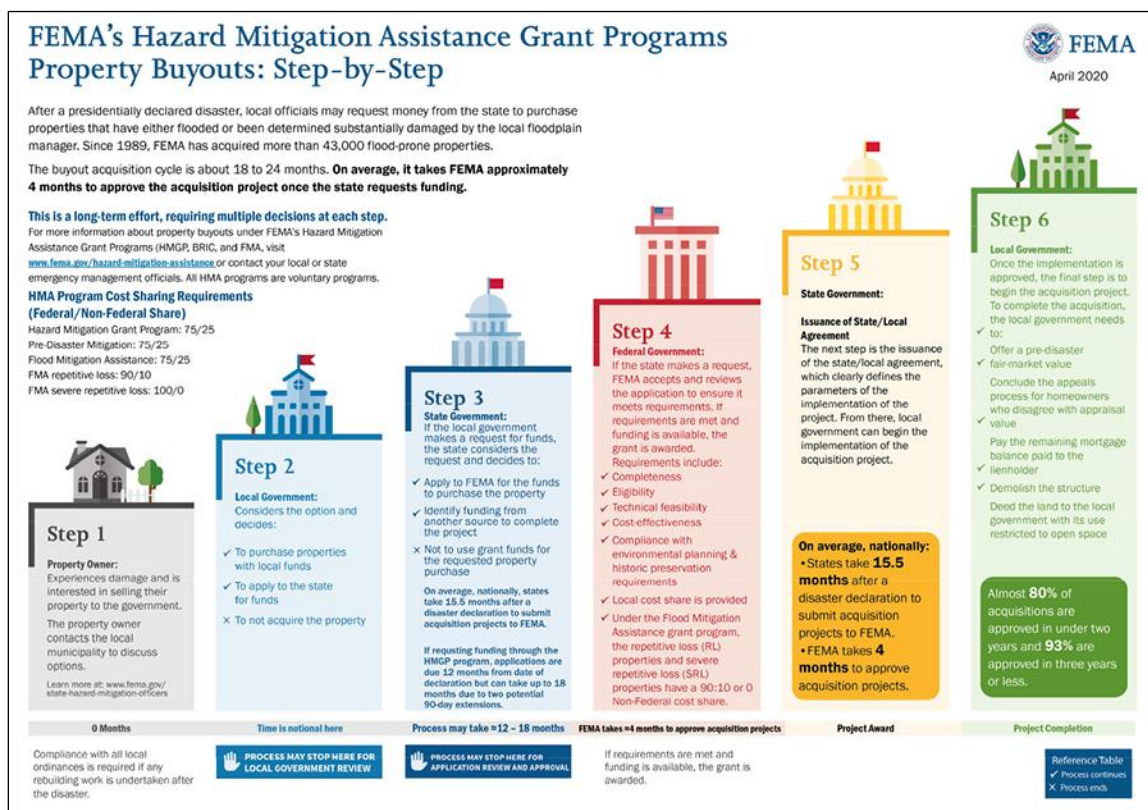 FEMA's Hazard Mitigation Assistance Grant Programs
Property Buyouts: Step-by-Step
FEMA
April 2020
After a presidentially declared disaster, local officials may request money from the state to purchase
properties that have either flooded or been determined substantially damaged by the local floodplain
manager. Since 1989, FEMA has acquired more than 43,000 flood-prone properties.
The buyout acquisition cycle is about 18 to 24 months. On average, it takes FEMA approximately
4 months to approve the acquisition project once the state requests funding.
This is a long-term effort, requiring multiple decisions at each step.
For more information about property buyouts under FEMA's Hazard Mitigation
Assistance Grant Programs (HMGP, BRIC, and FMA, visit
www.fema.gov/hazard-mitigation-assistance or contact your local or state
emergency management officials. All HMA programs are voluntary programs.
HMA Program Cost Sharing Requirements
(Federal/Non-Federal Share)
Hazard Mitigation Grant Program: 75/25
Pre-Disaster Mitigation: 75/25
Flood Mitigation Assistance: 75/25
FMA repetitive loss: 90/10
FMA severe repetitive loss: 100/0
Step 1
Property Owner:
Experiences damage and is
interested in selling their
property to the government.
The property owner
contacts the local
municipality to discuss
options.
Learn more at: www.fema.gov/
state-hazard-mitigation-officers
0 Months
Compliance with all local
ordinances is required if any
rebuilding work is undertaken after
the disaster.
Step 2
Local Government:
Considers the option and
decides:
✓ To purchase properties
with local funds
✓ To apply to the state
for funds
✕ To not acquire the property
Time is notional here
PROCESS MAY STOP HERE FOR
LOCAL GOVERNMENT REVIEW
Step 3
State Government:
If the local government
makes a request for funds,
the state considers the
request and decides to:
✓ Apply to FEMA for the funds
to purchase the property
✓ Identify funding from
another source to complete
the project
✕ Not to use grant funds for
the requested property
purchase
On average, nationally, states
take 15.5 months after a
disaster declaration to submit
acquisition projects to FEMA.
If requesting funding through the
HMGP program, applications are
due 12 months from date of
declaration but can take up to 18
months due to two potential
90-day extensions.
Process may take ≈12 – 18 months
PROCESS MAY STOP HERE FOR
APPLICATION REVIEW AND APPROVAL
Step 4
Federal Government:
If the state makes a request,
FEMA accepts and reviews
the application to ensure it
meets requirements. If
requirements are met and
funding is available, the
grant is awarded.
Requirements include:
✓ Completeness
✓ Eligibility
✓ Technical feasibility
✓ Cost-effectiveness
✓ Compliance with
environmental planning &
historic preservation
requirements
✓ Local cost share is provided
✓ Under the Flood Mitigation
Assistance grant program,
the repetitive loss (RL)
properties and severe
repetitive loss (SRL)
properties have a 90:10 or 0
Non-Federal cost share.
FEMA takes ≈4 months to approve acquisition projects
If requirements are met and
funding is available, the grant is
awarded.
Step 5
State Government:
Issuance of State/Local
Agreement
The next step is the issuance
of the state/local agreement,
which clearly defines the
parameters of the
implementation of the
project. From there, local
government can begin the
implementation of the
acquisition project.
On average, nationally:
•States take 15.5
months after a
disaster declaration to
submit acquisition
projects to FEMA.
•FEMA takes 4
months to approve
acquisition projects.
Project Award
Step 6
Local Government:
Once the implementation is
approved, the final step is to
begin the acquisition project.
To complete the acquisition,
the local government needs
✓ to:
Offer a pre-disaster
✓ fair-market value
Conclude the appeals
process for homeowners
who disagree with appraisal
✓ value
Pay the remaining mortgage
balance paid to the
✓ lienholder
✓ Demolish the structure
Deed the land to the local
government with its use
restricted to open space
Almost 80% of
acquisitions are
approved in under two
years and 93% are
approved in three years
or less.
Project Completion
Reference Table
✓ Process continues
✕ Process ends